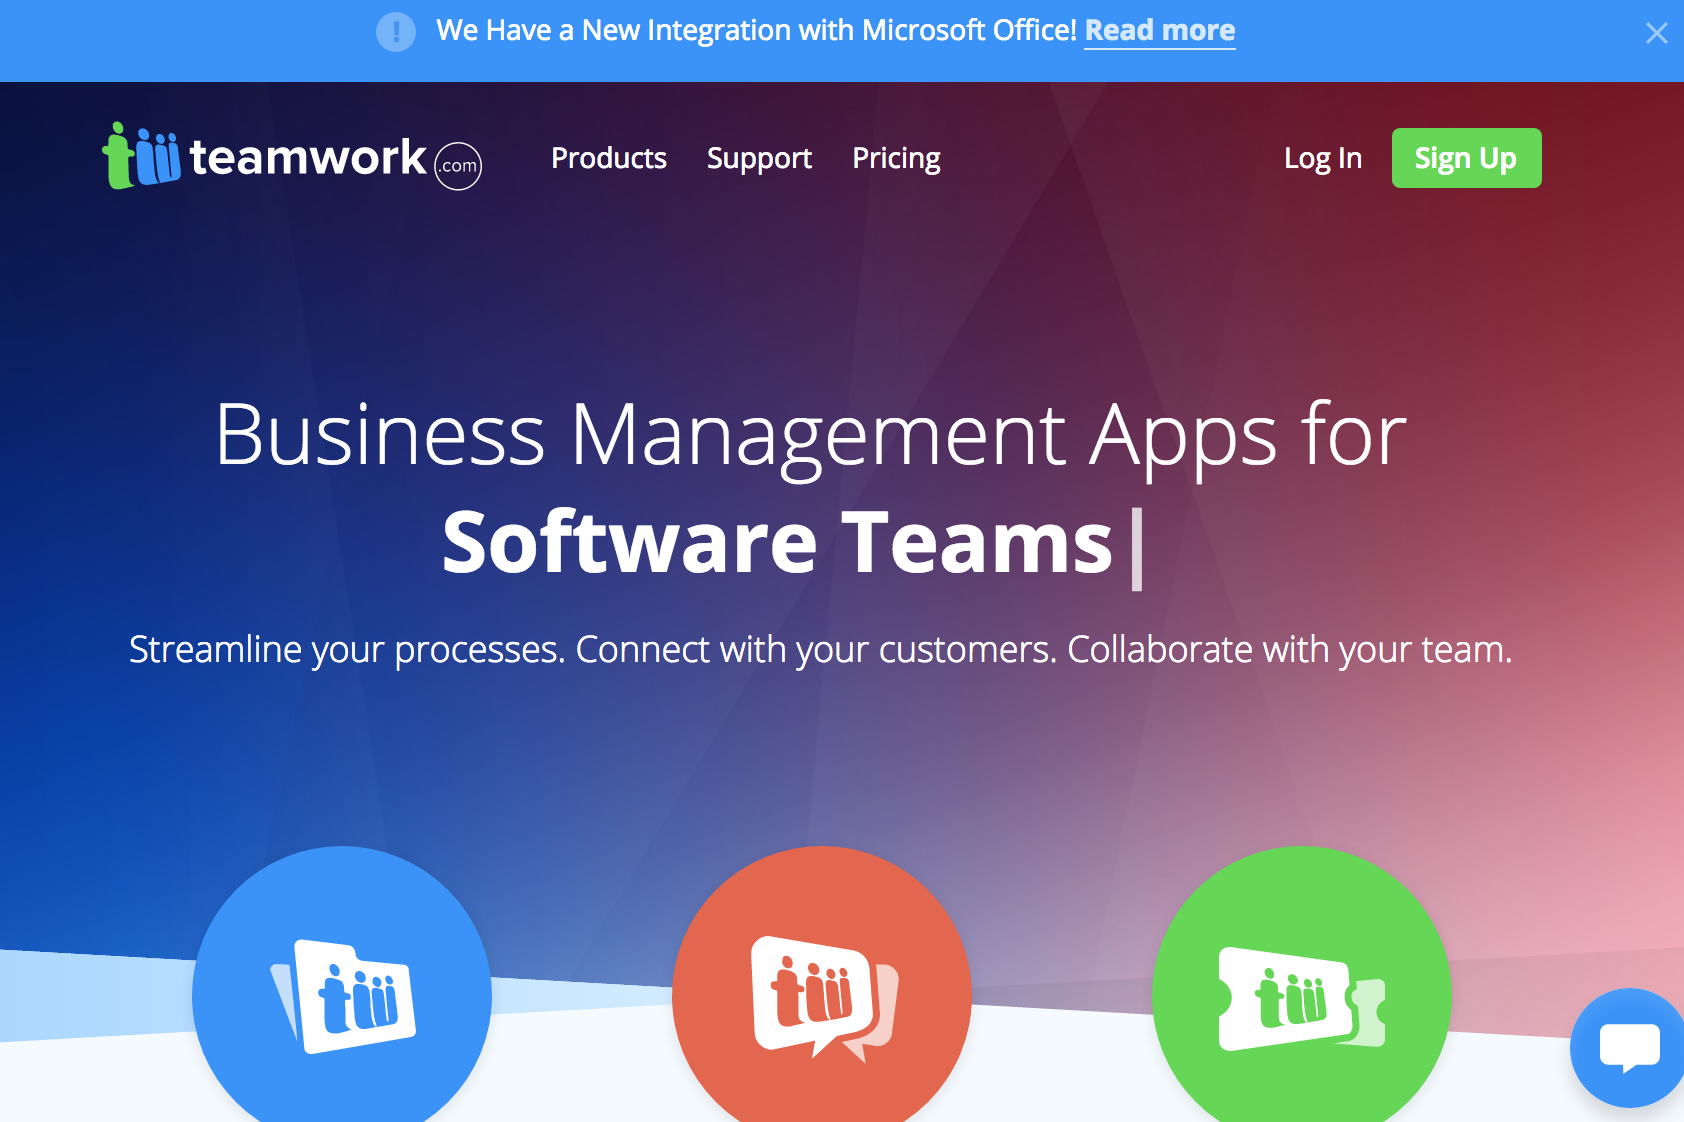 We Have a New Integration with Microsoft Office! Read more
teamwork.com
Products Support Pricing
Log In Sign Up
Business Management Apps for
Software Teams
Streamline your processes. Connect with your customers. Collaborate with your team.